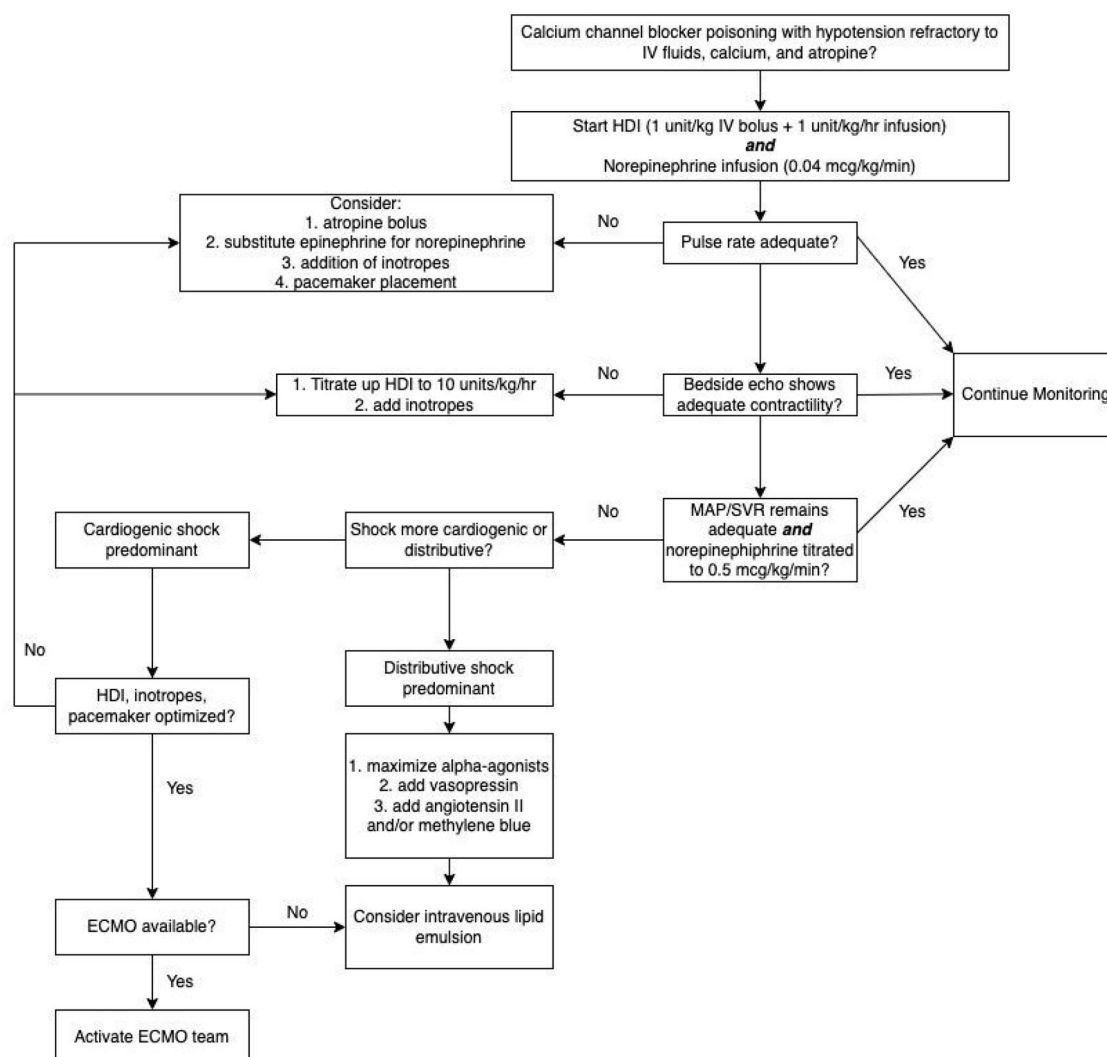 Calcium channel blocker poisoning with hypotension refractory to
IV fluids, calcium, and atropine?
Start HDI (1 unit/kg IV bolus + 1 unit/kg/hr infusion)
and
Norepinephrine infusion (0.04 mcg/kg/min)
Consider:
1. atropine bolus
2. substitute epinephrine for norepinephrine
3. addition of inotropes
4. pacemaker placement
No
Pulse rate adequate?
Yes
1. Titrate up HDI to 10 units/kg/hr
2. add inotropes
No
Bedside echo shows
adequate contractility?
Yes
Continue Monitoring
Cardiogenic shock
predominant
Shock more cardiogenic or
distributive?
No
MAP/SVR remains
adequate and
norepinephiphrine titrated
to 0.5 mcg/kg/min?
Yes
No
HDI, inotropes,
pacemaker optimized?
Distributive shock
predominant
Yes
1. maximize alpha-agonists
2. add vasopressin
3. add angiotensin II
and/or methylene blue
ECMO available?
No
Consider intravenous lipid
emulsion
Yes
Activate ECMO team